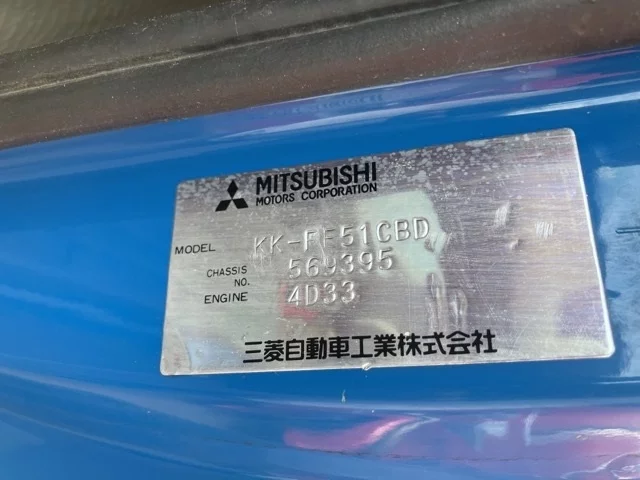 MITSUBISHI
MOTORS CORPORATION
MODEL KK-FE51CBD
CHASSIS NO. 569395
ENGINE 4D33
三菱自動車工業株式会社